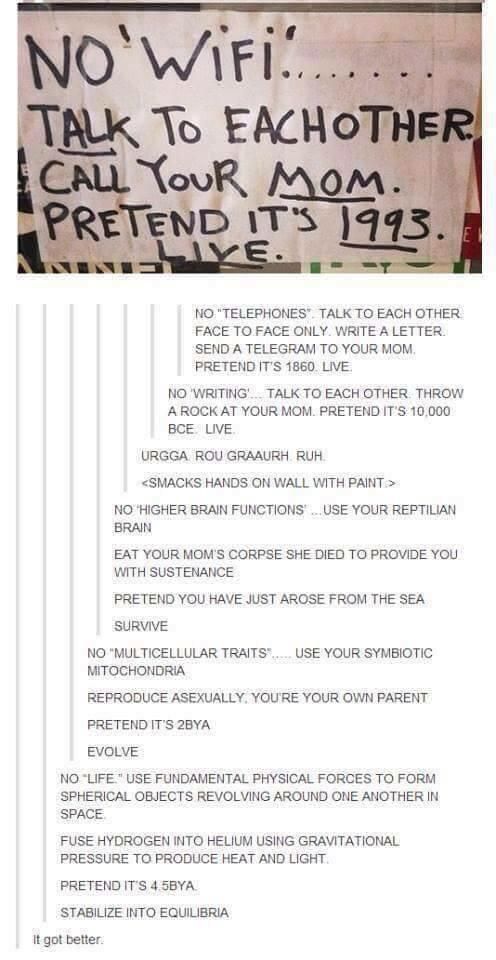 NO 'WiFi'.........
TALK TO EACHOTHER.
CALL YOUR MOM.
PRETEND IT'S 1993.
LIVE.
NO "TELEPHONES". TALK TO EACH OTHER.
FACE TO FACE ONLY. WRITE A LETTER.
SEND A TELEGRAM TO YOUR MOM.
PRETEND IT'S 1860. LIVE.
NO 'WRITING'... TALK TO EACH OTHER. THROW
A ROCK AT YOUR MOM. PRETEND IT'S 10,000
BCE. LIVE.
URGGA. ROU GRAAURH. RUH.
<SMACKS HANDS ON WALL WITH PAINT.>
NO 'HIGHER BRAIN FUNCTIONS' ...USE YOUR REPTILIAN
BRAIN
EAT YOUR MOM'S CORPSE SHE DIED TO PROVIDE YOU
WITH SUSTENANCE
PRETEND YOU HAVE JUST AROSE FROM THE SEA
SURVIVE
NO "MULTICELLULAR TRAITS"..... USE YOUR SYMBIOTIC
MITOCHONDRIA
REPRODUCE ASEXUALLY, YOU'RE YOUR OWN PARENT
PRETEND IT'S 2BYA
EVOLVE
NO "LIFE." USE FUNDAMENTAL PHYSICAL FORCES TO FORM
SPHERICAL OBJECTS REVOLVING AROUND ONE ANOTHER IN
SPACE.
FUSE HYDROGEN INTO HELIUM USING GRAVITATIONAL
PRESSURE TO PRODUCE HEAT AND LIGHT.
PRETEND IT'S 4.5BYA.
STABILIZE INTO EQUILIBRIA
It got better.